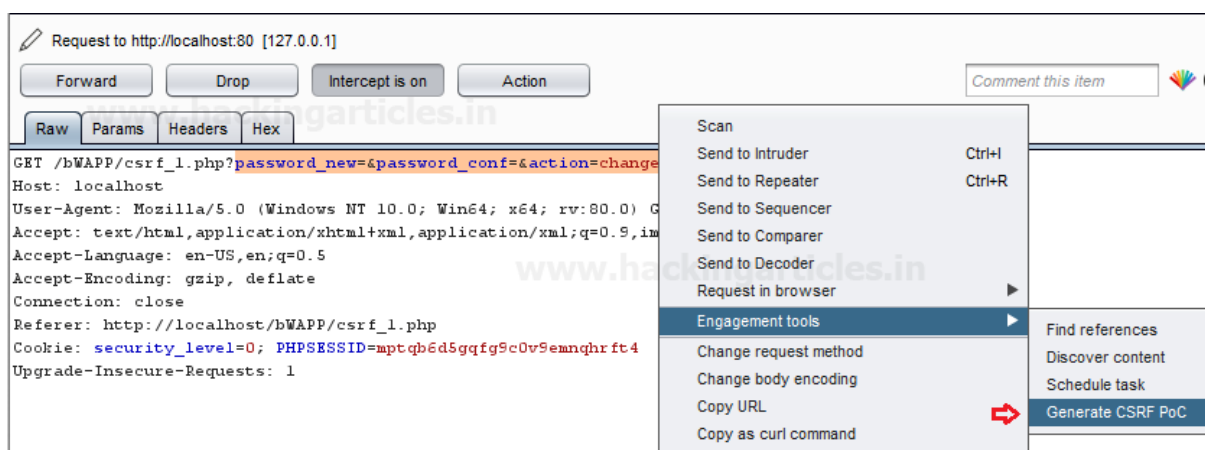 Request to http://localhost:80 [127.0.0.1]
Forward Drop Intercept is on Action Comment this item
www.hackingarticles.in
Raw Params Headers Hex
GET /bWAPP/csrf_1.php?password_new=&password_conf=&action=change
Host: localhost
User-Agent: Mozilla/5.0 (Windows NT 10.0; Win64; x64; rv:80.0) G
Accept: text/html,application/xhtml+xml,application/xml;q=0.9,im
Accept-Language: en-US,en;q=0.5
Accept-Encoding: gzip, deflate
Connection: close
Referer: http://localhost/bWAPP/csrf_1.php
Cookie: security_level=0; PHPSESSID=mptqb6d5gqfg9c0v9emnqhrft4
Upgrade-Insecure-Requests: 1
www.hackingarticles.in
Scan
Send to Intruder Ctrl+I
Send to Repeater Ctrl+R
Send to Sequencer
Send to Comparer
Send to Decoder
Request in browser
Engagement tools
Change request method
Change body encoding
Copy URL
Copy as curl command
Find references
Discover content
Schedule task
Generate CSRF PoC